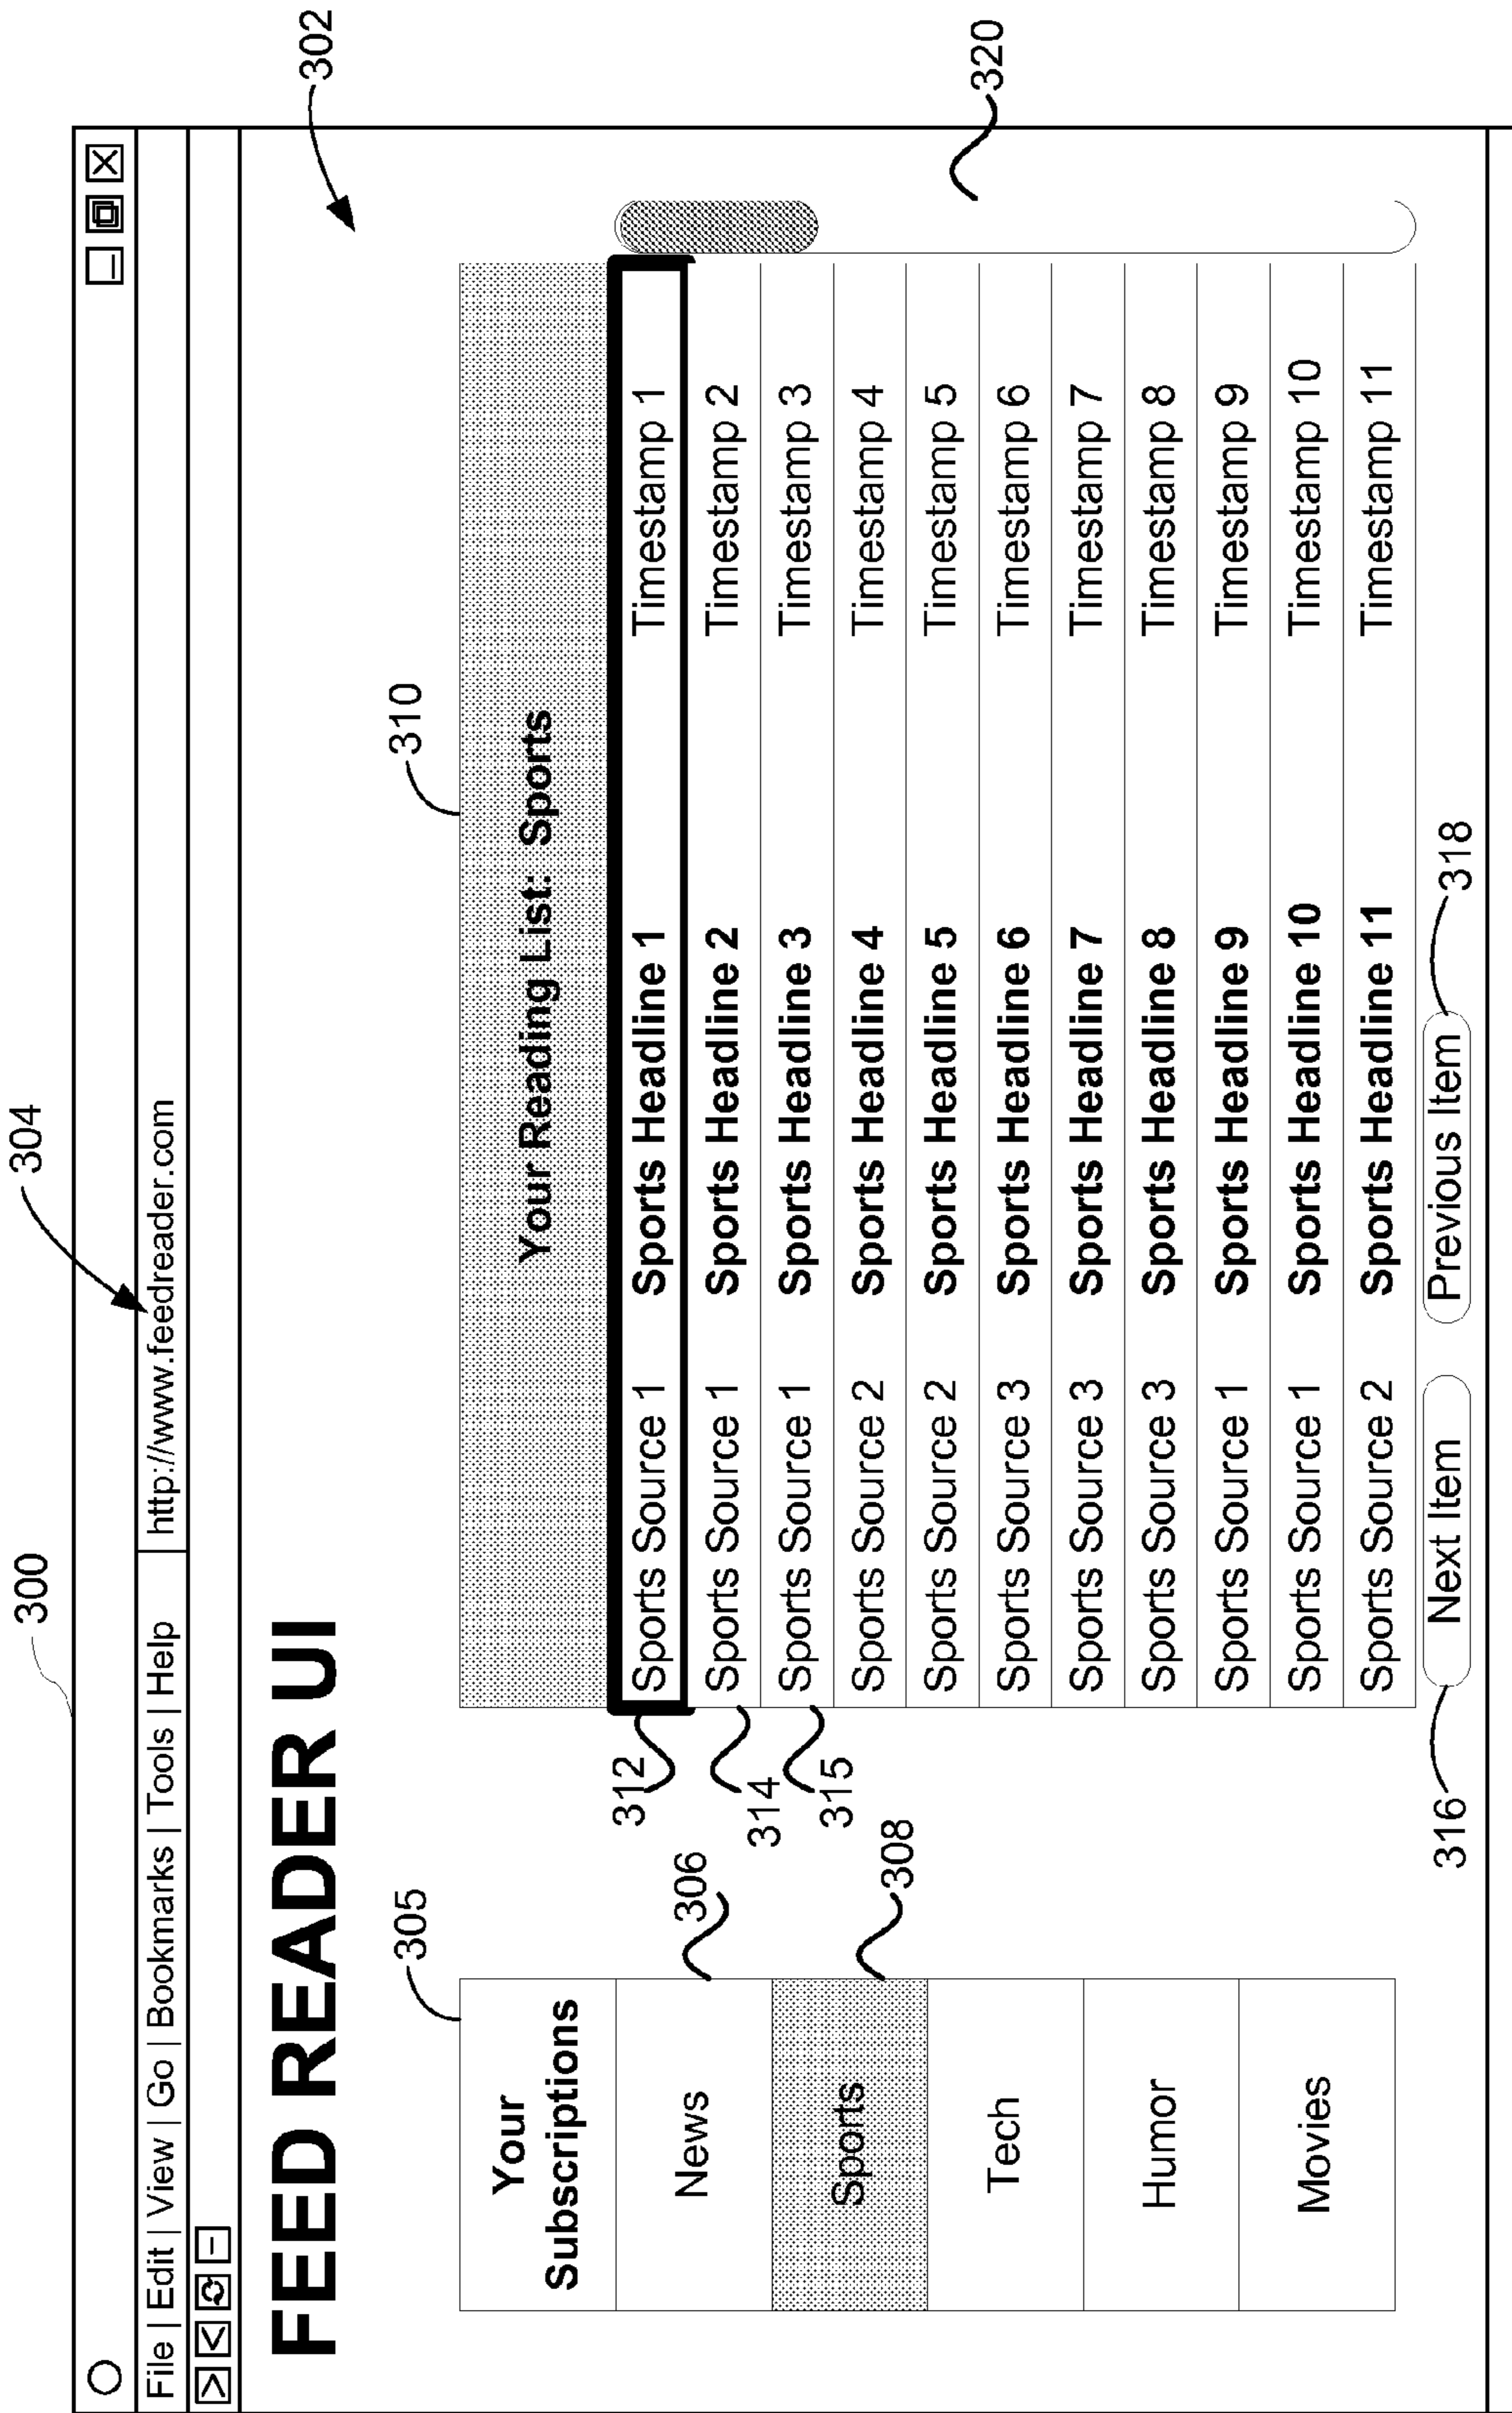 300
304
302
File | Edit | View | Go | Bookmarks | Tools | Help
http://www.feedreader.com
FEED READER UI
305
Your
Subscriptions
News
306
Sports
308
Tech
Humor
Movies
310
Your Reading List: Sports
312
Sports Source 1 Sports Headline 1 Timestamp 1
314
Sports Source 1 Sports Headline 2 Timestamp 2
315
Sports Source 1 Sports Headline 3 Timestamp 3
Sports Source 2 Sports Headline 4 Timestamp 4
Sports Source 2 Sports Headline 5 Timestamp 5
Sports Source 3 Sports Headline 6 Timestamp 6
Sports Source 3 Sports Headline 7 Timestamp 7
Sports Source 3 Sports Headline 8 Timestamp 8
Sports Source 1 Sports Headline 9 Timestamp 9
Sports Source 1 Sports Headline 10 Timestamp 10
Sports Source 2 Sports Headline 11 Timestamp 11
320
316
Next Item
Previous Item
318